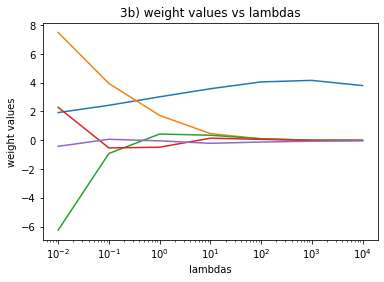 3b) weight values vs lambdas
weight values
8
6
4
2
0
−2
−4
−6
10⁻² 10⁻¹ 10⁰ 10¹ 10² 10³ 10⁴
lambdas